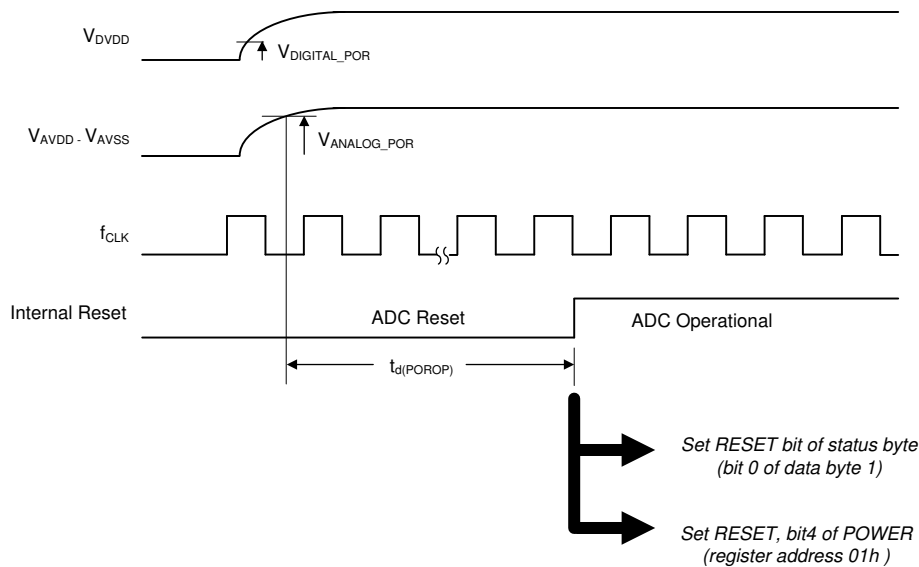 VDVDD
VDIGITAL_POR
VAVDD - VAVSS
VANALOG_POR
fCLK
Internal Reset
ADC Reset
ADC Operational
td(POROP)
Set RESET bit of status byte
(bit 0 of data byte 1)
Set RESET, bit4 of POWER
(register address 01h )